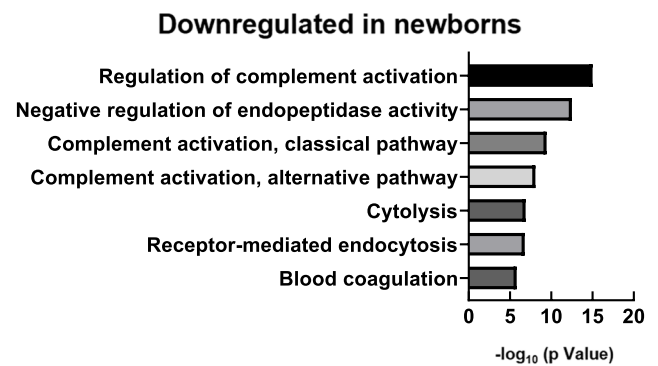 Downregulated in newborns
Regulation of complement activation
Negative regulation of endopeptidase activity
Complement activation, classical pathway
Complement activation, alternative pathway
Cytolysis
Receptor-mediated endocytosis
Blood coagulation
0 5 10 15 20
-log₁₀ (p Value)